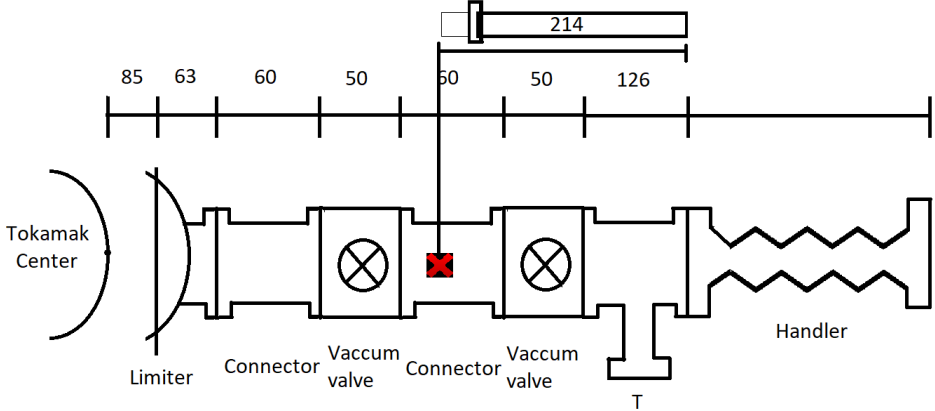 214
85
63
60
50
60
50
126
Tokamak
Center
Limiter
Connector
Vaccum
valve
Connector
Vaccum
valve
T
Handler